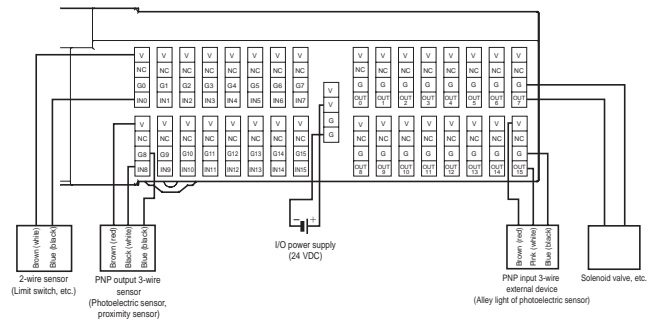 V V V V V V V V V V V V V V V V
NC NC NC NC NC NC NC NC NC NC NC NC NC NC NC NC
G0 G1 G2 G3 G4 G5 G6 G7 G G G G G G G G
IN0 IN1 IN2 IN3 IN4 IN5 IN6 IN7 OUT 0 OUT 1 OUT 2 OUT 3 OUT 4 OUT 5 OUT 6 OUT 7
V
V
G
G
V V V V V V V V V V V V V V V V
NC NC NC NC NC NC NC NC NC NC NC NC NC NC NC NC
G8 G9 G10 G11 G12 G13 G14 G15 G G G G G G G G
IN8 IN9 IN10 IN11 IN12 IN13 IN14 IN15 OUT 8 OUT 9 OUT 10 OUT 11 OUT 12 OUT 13 OUT 14 OUT 15
Brown (white)
Blue (black)
2-wire sensor
(Limit switch, etc.)
Brown (red)
Black (white)
Blue (black)
PNP output 3-wire
sensor
(Photoelectric sensor,
proximity sensor)
− +
I/O power supply
(24 VDC)
Brown (red)
Pink (white)
Blue (black)
PNP input 3-wire
external device
(Alley light of photoelectric sensor)
Solenoid valve, etc.